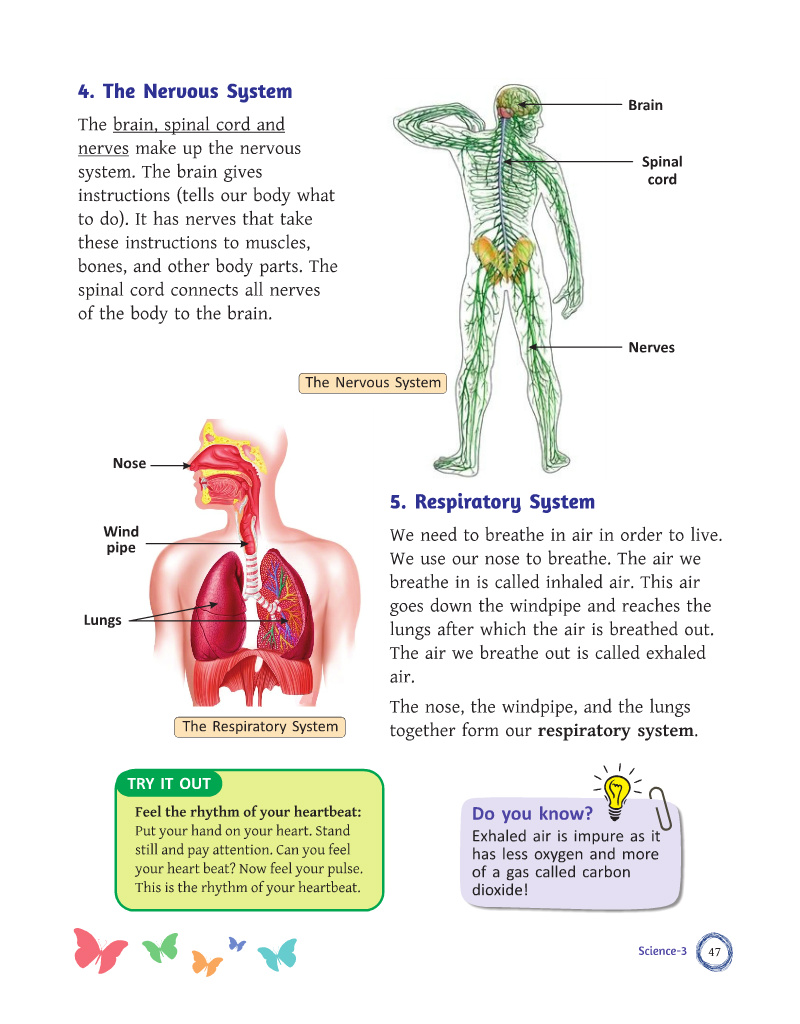 4. The Nervous System
The brain, spinal cord and
nerves make up the nervous
system. The brain gives
instructions (tells our body what
to do). It has nerves that take
these instructions to muscles,
bones, and other body parts. The
spinal cord connects all nerves
of the body to the brain.
Brain
Spinal
cord
Nerves
The Nervous System
Nose
Wind
pipe
Lungs
The Respiratory System
5. Respiratory System
We need to breathe in air in order to live.
We use our nose to breathe. The air we
breathe in is called inhaled air. This air
goes down the windpipe and reaches the
lungs after which the air is breathed out.
The air we breathe out is called exhaled
air.
The nose, the windpipe, and the lungs
together form our respiratory system.
TRY IT OUT
Feel the rhythm of your heartbeat:
Put your hand on your heart. Stand
still and pay attention. Can you feel
your heart beat? Now feel your pulse.
This is the rhythm of your heartbeat.
Do you know?
Exhaled air is impure as it
has less oxygen and more
of a gas called carbon
dioxide!
Science-3
47